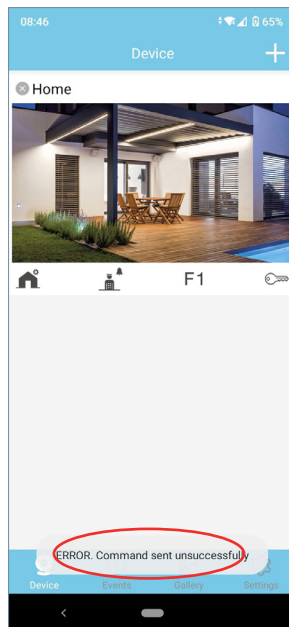 08:46 65%
Device
Home
F1
ERROR. Command sent unsuccessfully
Device Events Gallery Settings